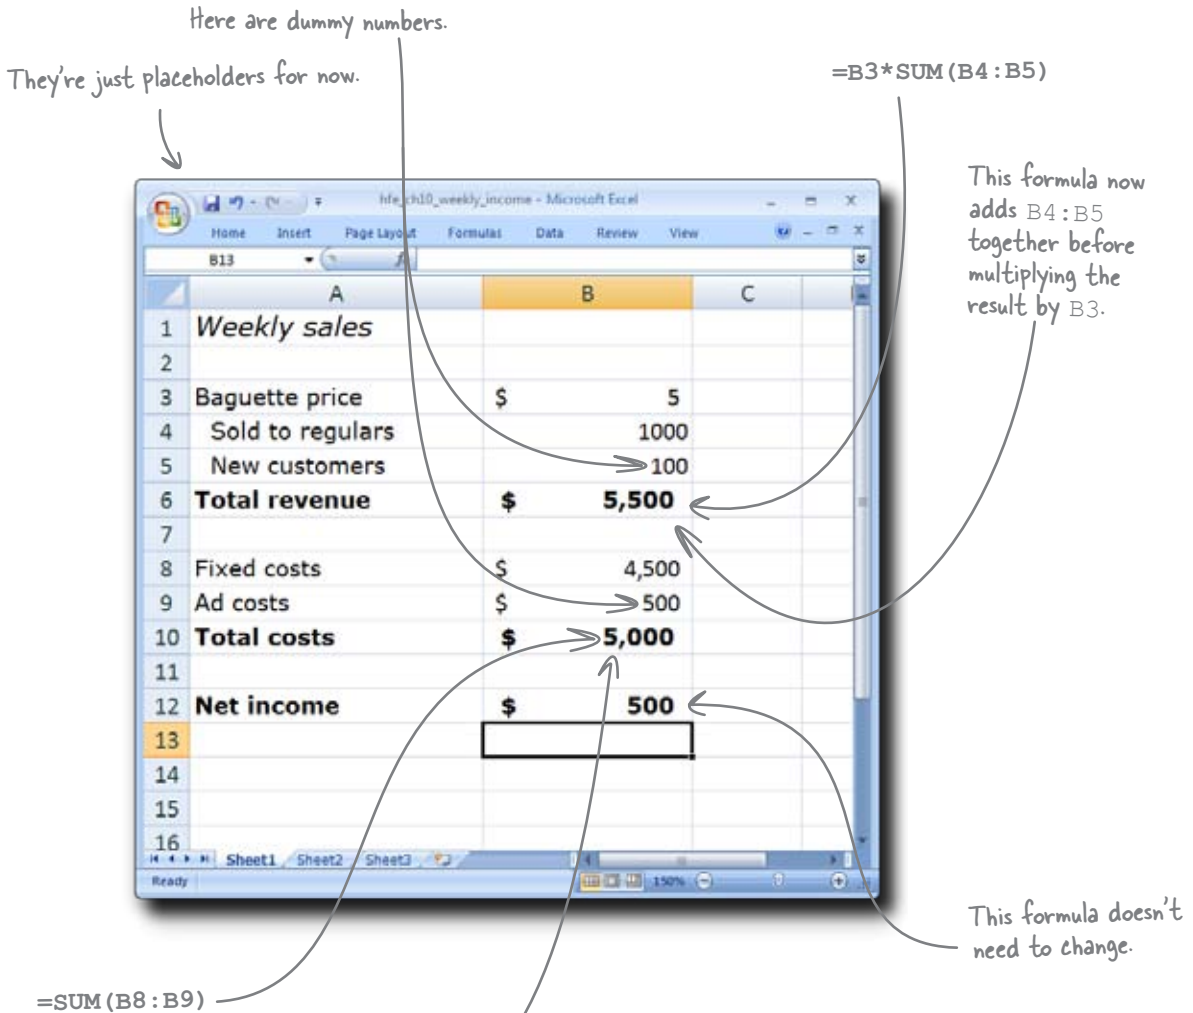 Here are dummy numbers.
They're just placeholders for now.
=B3*SUM(B4:B5)
This formula now
adds B4:B5
together before
multiplying the
result by B3.
hfe_ch10_weekly_income - Microsoft Excel
Home Insert Page Layout Formulas Data Review View
B13
A B C
1 Weekly sales
2
3 Baguette price $ 5
4 Sold to regulars 1000
5 New customers 100
6 Total revenue $ 5,500
7
8 Fixed costs $ 4,500
9 Ad costs $ 500
10 Total costs $ 5,000
11
12 Net income $ 500
13
14
15
16
Sheet1 Sheet2 Sheet3
Ready 150%
This formula doesn't
need to change.
=SUM(B8:B9)